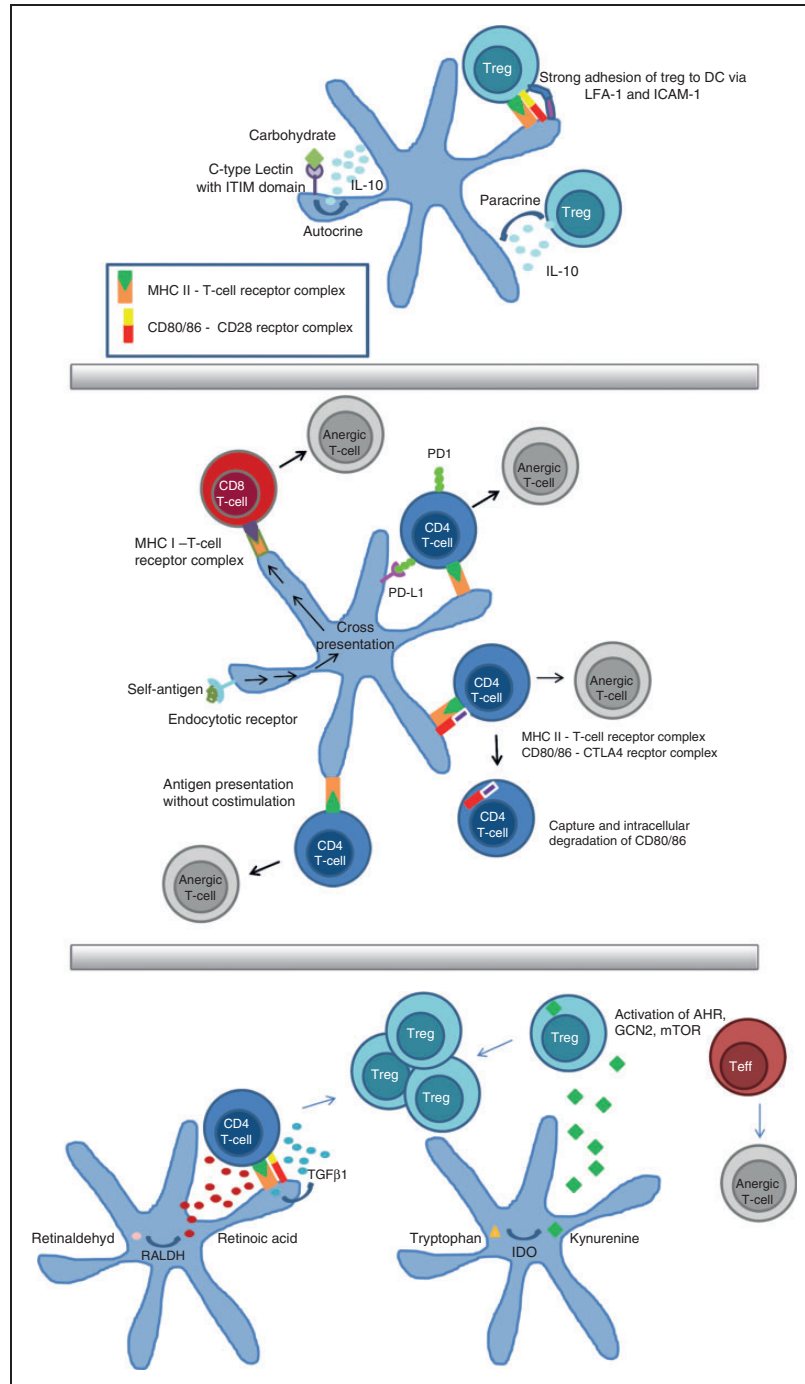 Treg
Strong adhesion of treg to DC via
LFA-1 and ICAM-1
Carbohydrate
C-type Lectin
with ITIM domain
IL-10
Autocrine
Paracrine
Treg
IL-10
MHC II - T-cell receptor complex
CD80/86 - CD28 recptor complex
Anergic
T-cell
CD8
T-cell
PD1
Anergic
T-cell
CD4
T-cell
MHC I –T-cell
receptor complex
PD-L1
Cross
presentation
Self-antigen
Endocytotic receptor
CD4
T-cell
Anergic
T-cell
MHC II - T-cell receptor complex
CD80/86 - CTLA4 recptor complex
Antigen presentation
without costimulation
CD4
T-cell
Capture and intracellular
degradation of CD80/86
CD4
T-cell
Anergic
T-cell
Treg
Treg
Treg
Treg
Activation of AHR,
GCN2, mTOR
Teff
CD4
T-cell
TGFβ1
Anergic
T-cell
Retinaldehyd
RALDH
Retinoic acid
Tryptophan
IDO
Kynurenine